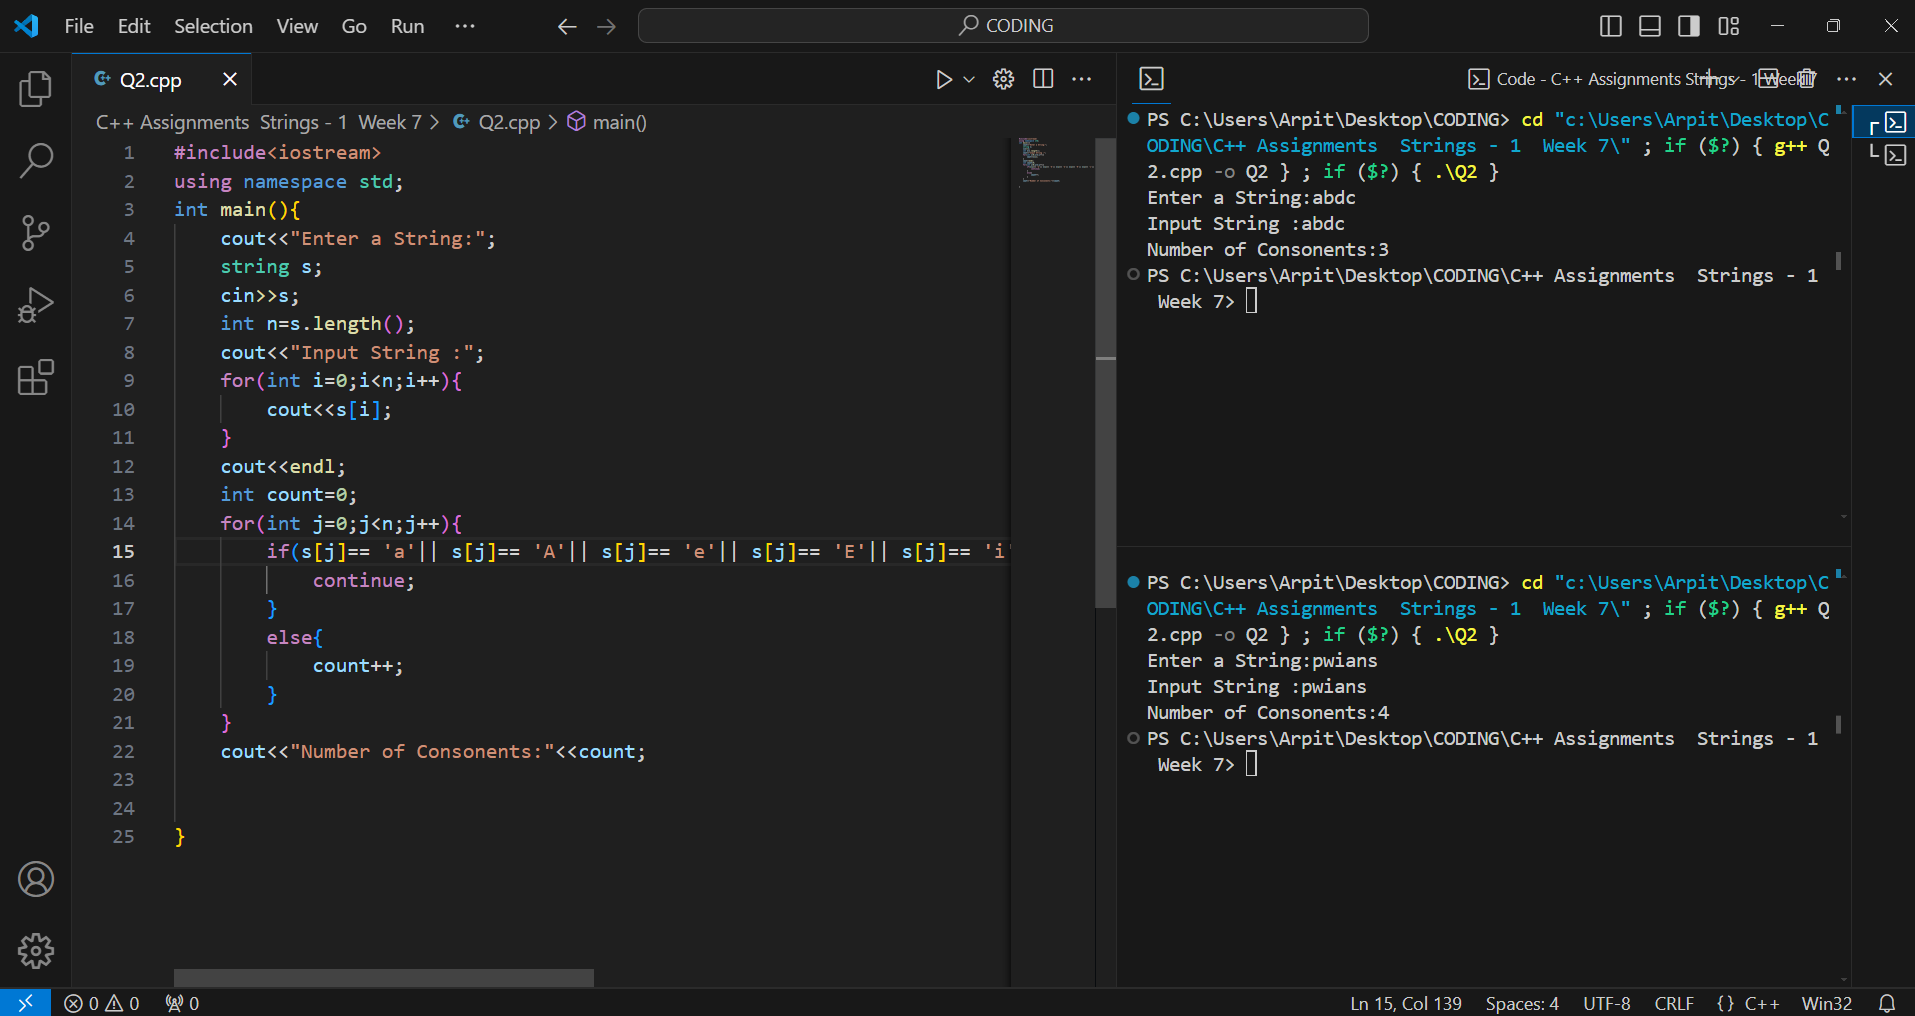 File Edit Selection View Go Run ··· CODING
Q2.cpp
C++ Assignments  Strings - 1  Week 7 > Q2.cpp > main()
1 #include<iostream>
2 using namespace std;
3 int main(){
4 cout<<"Enter a String:";
5 string s;
6 cin>>s;
7 int n=s.length();
8 cout<<"Input String :";
9 for(int i=0;i<n;i++){
10 cout<<s[i];
11 }
12 cout<<endl;
13 int count=0;
14 for(int j=0;j<n;j++){
15 if(s[j]== 'a'|| s[j]== 'A'|| s[j]== 'e'|| s[j]== 'E'|| s[j]== 'i'
16 continue;
17 }
18 else{
19 count++;
20 }
21 }
22 cout<<"Number of Consonents:"<<count;
23
24
25 }
Code - C++ Assignments Strings - 1 Week 7
PS C:\Users\Arpit\Desktop\CODING> cd "c:\Users\Arpit\Desktop\C
ODING\C++ Assignments  Strings - 1  Week 7\" ; if ($?) { g++ Q
2.cpp -o Q2 } ; if ($?) { .\Q2 }
Enter a String:abdc
Input String :abdc
Number of Consonents:3
PS C:\Users\Arpit\Desktop\CODING\C++ Assignments  Strings - 1
 Week 7>
PS C:\Users\Arpit\Desktop\CODING> cd "c:\Users\Arpit\Desktop\C
ODING\C++ Assignments  Strings - 1  Week 7\" ; if ($?) { g++ Q
2.cpp -o Q2 } ; if ($?) { .\Q2 }
Enter a String:pwians
Input String :pwians
Number of Consonents:4
PS C:\Users\Arpit\Desktop\CODING\C++ Assignments  Strings - 1
 Week 7>
0 0 0 Ln 15, Col 139 Spaces: 4 UTF-8 CRLF {} C++ Win32